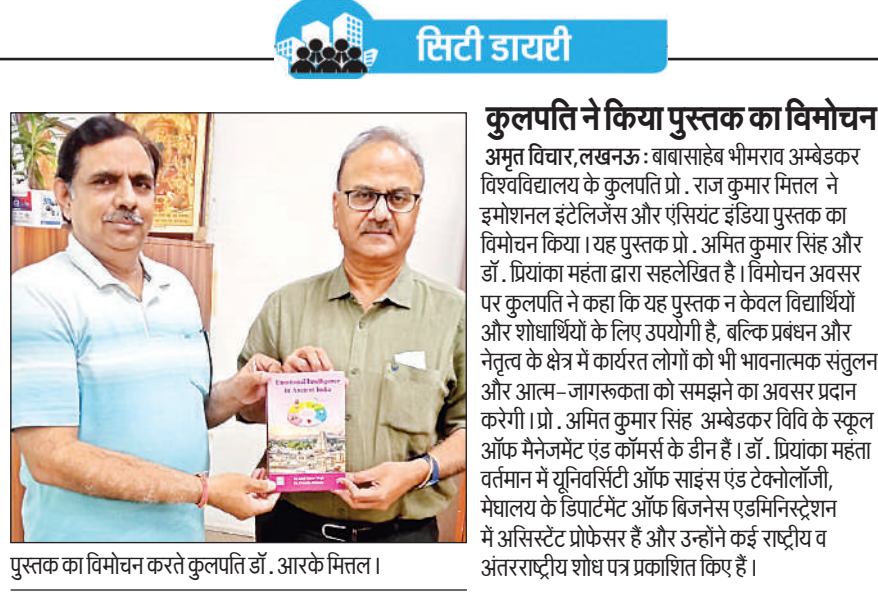 सिटी डायरी
कुलपति ने किया पुस्तक का विमोचन
अमृत विचार,लखनऊ : बाबासाहेब भीमराव अम्बेडकर
विश्वविद्यालय के कुलपति प्रो . राज कुमार मित्तल ने
इमोशनल इंटेलिजेंस और एंसियंट इंडिया पुस्तक का
विमोचन किया । यह पुस्तक प्रो . अमित कुमार सिंह और
डॉ . प्रियांका महंता द्वारा सहलेखित है । विमोचन अवसर
पर कुलपति ने कहा कि यह पुस्तक न केवल विद्यार्थियों
और शोधार्थियों के लिए उपयोगी है, बल्कि प्रबंधन और
नेतृत्व के क्षेत्र में कार्यरत लोगों को भी भावनात्मक संतुलन
और आत्म-जागरूकता को समझने का अवसर प्रदान
करेगी । प्रो . अमित कुमार सिंह अम्बेडकर विवि के स्कूल
ऑफ मैनेजमेंट एंड कॉमर्स के डीन हैं । डॉ . प्रियांका महंता
वर्तमान में यूनिवर्सिटी ऑफ साइंस एंड टेक्नोलॉजी,
मेघालय के डिपार्टमेंट ऑफ बिजनेस एडमिनिस्ट्रेशन
में असिस्टेंट प्रोफेसर हैं और उन्होंने कई राष्ट्रीय व
अंतरराष्ट्रीय शोध पत्र प्रकाशित किए हैं ।
Emotional Intelligence
in Ancient India
पुस्तक का विमोचन करते कुलपति डॉ . आरके मित्तल ।